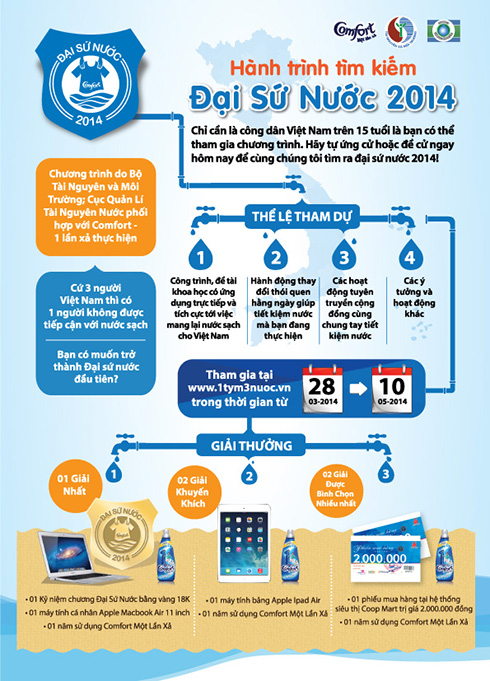 ĐẠI SỨ NƯỚC
Comfort
2014
Comfort
Một lần xả
Hành trình tìm kiếm
Đại Sứ Nước 2014
Chỉ cần là công dân Việt Nam trên 15 tuổi là bạn có thể
tham gia chương trình. Hãy tự ứng cử hoặc đề cử ngay
hôm nay để cùng chúng tôi tìm ra đại sứ nước 2014!
Chương trình do Bộ
Tài Nguyên và Môi
Trường; Cục Quản Lí
Tài Nguyên Nước phối
hợp với Comfort -
1 lần xả thực hiện
Cứ 3 người
Việt Nam thì có
1 người không được
tiếp cận với nước sạch
Bạn có muốn trở
thành Đại sứ nước
đầu tiên?
THỂ LỆ THAM DỰ
1
Công trình, đề tài
khoa học có ứng
dụng trực tiếp và
tích cực tới việc
mang lại nước sạch
cho Việt Nam
2
Hành động thay
đổi thói quen
hằng ngày giúp
tiết kiệm nước
mà bạn đang
thực hiện
3
Các hoạt
động tuyên
truyền cộng
đồng cùng
chung tay tiết
kiệm nước
4
Các ý
tưởng và
hoạt động
khác
Tham gia tại
www.1tym3nuoc.vn
trong thời gian từ
28
03-2014
10
05-2014
GIẢI THƯỞNG
1
2
3
01 Giải
Nhất
ĐẠI SỨ NƯỚC
Comfort
2014
02 Giải
Khuyến
Khích
02 Giải
Được
Bình Chọn
Nhiều nhất
2.000.000
• 01 Kỷ niệm chương Đại Sứ Nước bằng vàng 18K
• 01 máy tính cá nhân Apple Macbook Air 11 inch
• 01 năm sử dụng Comfort Một Lần Xả
• 01 máy tính bảng Apple Ipad Air
• 01 năm sử dụng Comfort Một Lần Xả
• 01 phiếu mua hàng tại hệ thống
siêu thị Coop Mart trị giá 2.000.000 đồng
• 01 năm sử dụng Comfort Một Lần Xả